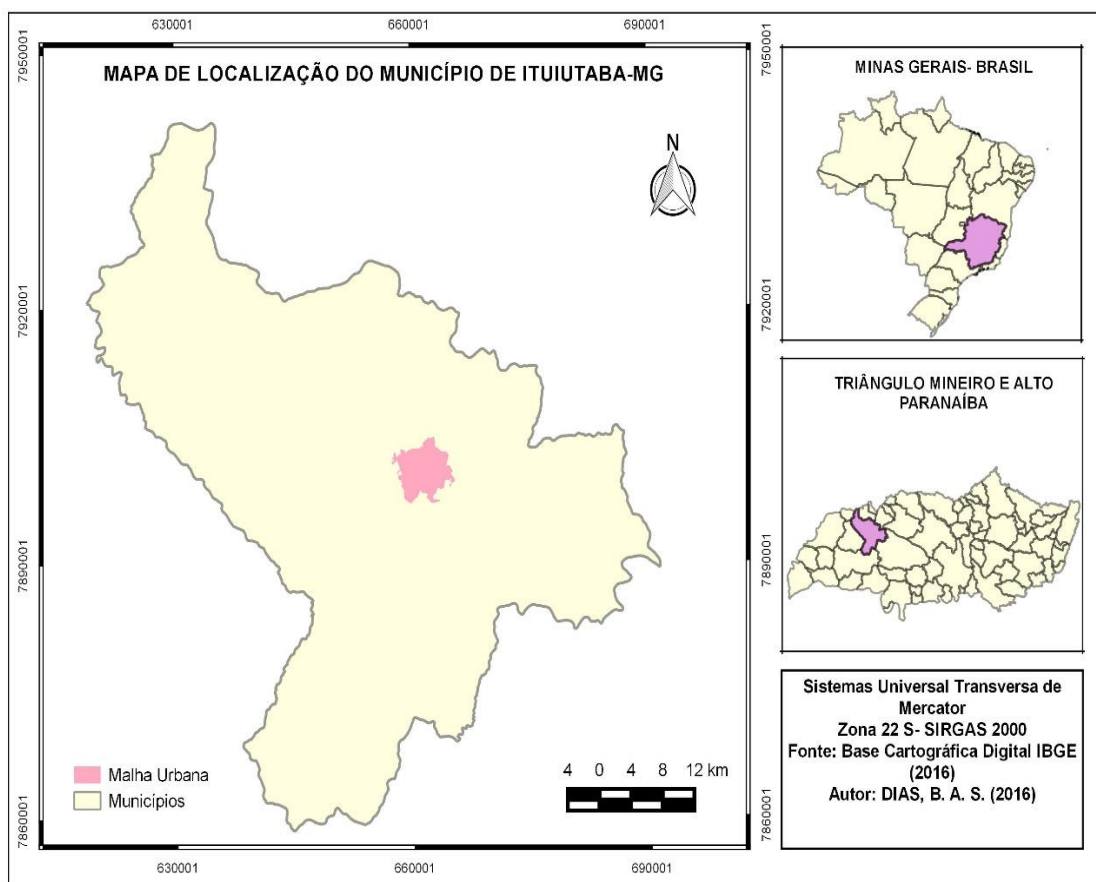 630001
660001
690001
7950001
7950001
MAPA DE LOCALIZAÇÃO DO MUNICÍPIO DE ITUIUTABA-MG
N
7920001
7920001
7890001
7890001
Malha Urbana
Municípios
4 0 4 8 12 km
7860001
7860001
630001
660001
690001
MINAS GERAIS- BRASIL
TRIÂNGULO MINEIRO E ALTO
PARANAÍBA
Sistemas Universal Transversa de
Mercator
Zona 22 S- SIRGAS 2000
Fonte: Base Cartográfica Digital IBGE
(2016)
Autor: DIAS, B. A. S. (2016)